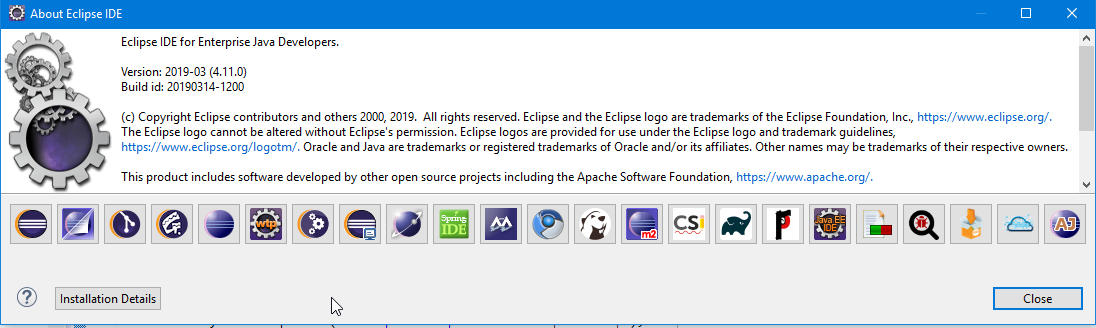 About Eclipse IDE
Eclipse IDE for Enterprise Java Developers.
Version: 2019-03 (4.11.0)
Build id: 20190314-1200
(c) Copyright Eclipse contributors and others 2000, 2019.  All rights reserved. Eclipse and the Eclipse logo are trademarks of the Eclipse Foundation, Inc., https://www.eclipse.org/.
The Eclipse logo cannot be altered without Eclipse's permission. Eclipse logos are provided for use under the Eclipse logo and trademark guidelines,
https://www.eclipse.org/logotm/. Oracle and Java are trademarks or registered trademarks of Oracle and/or its affiliates. Other names may be trademarks of their respective owners.
This product includes software developed by other open source projects including the Apache Software Foundation, https://www.apache.org/.
wtp
Spring IDE
m2
CSi
Java EE IDE
AJ
?
Installation Details
Close